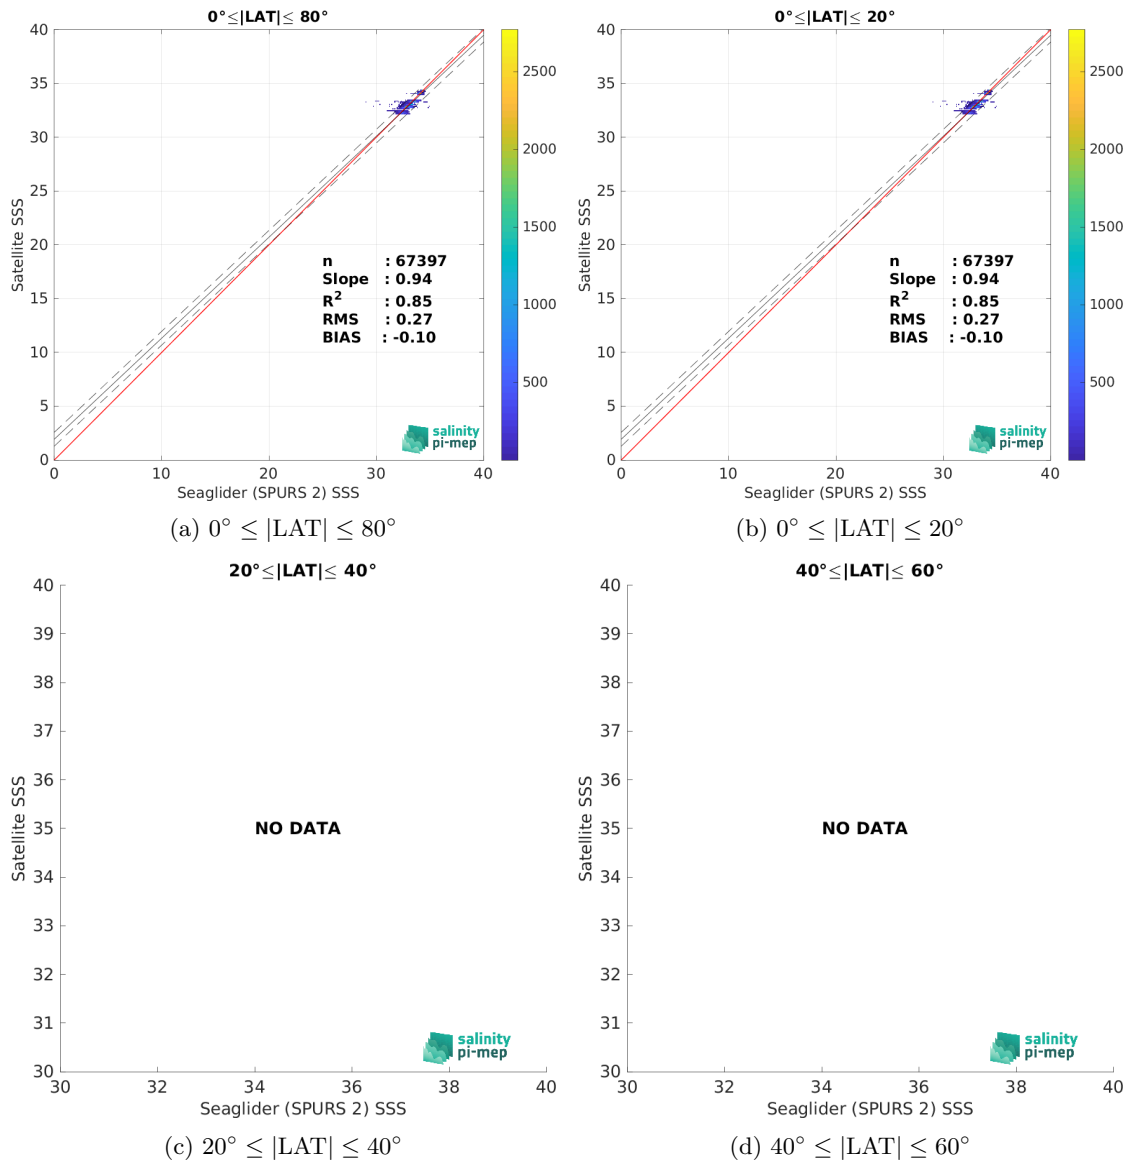 0°≤|LAT|≤ 80°
40
35
30
25
20
15
10
5
0
0
10
20
30
40
Satellite SSS
Seaglider (SPURS 2) SSS
n : 67397
Slope : 0.94
R² : 0.85
RMS : 0.27
BIAS : -0.10
salinity
pi-mep
2500
2000
1500
1000
500
(a) 0° ≤ |LAT| ≤ 80°
0°≤|LAT|≤ 20°
40
35
30
25
20
15
10
5
0
0
10
20
30
40
Satellite SSS
Seaglider (SPURS 2) SSS
n : 67397
Slope : 0.94
R² : 0.85
RMS : 0.27
BIAS : -0.10
salinity
pi-mep
2500
2000
1500
1000
500
(b) 0° ≤ |LAT| ≤ 20°
20°≤|LAT|≤ 40°
40
39
38
37
36
35
34
33
32
31
30
30
32
34
36
38
40
Satellite SSS
Seaglider (SPURS 2) SSS
NO DATA
salinity
pi-mep
(c) 20° ≤ |LAT| ≤ 40°
40°≤|LAT|≤ 60°
40
39
38
37
36
35
34
33
32
31
30
30
32
34
36
38
40
Satellite SSS
Seaglider (SPURS 2) SSS
NO DATA
salinity
pi-mep
(d) 40° ≤ |LAT| ≤ 60°